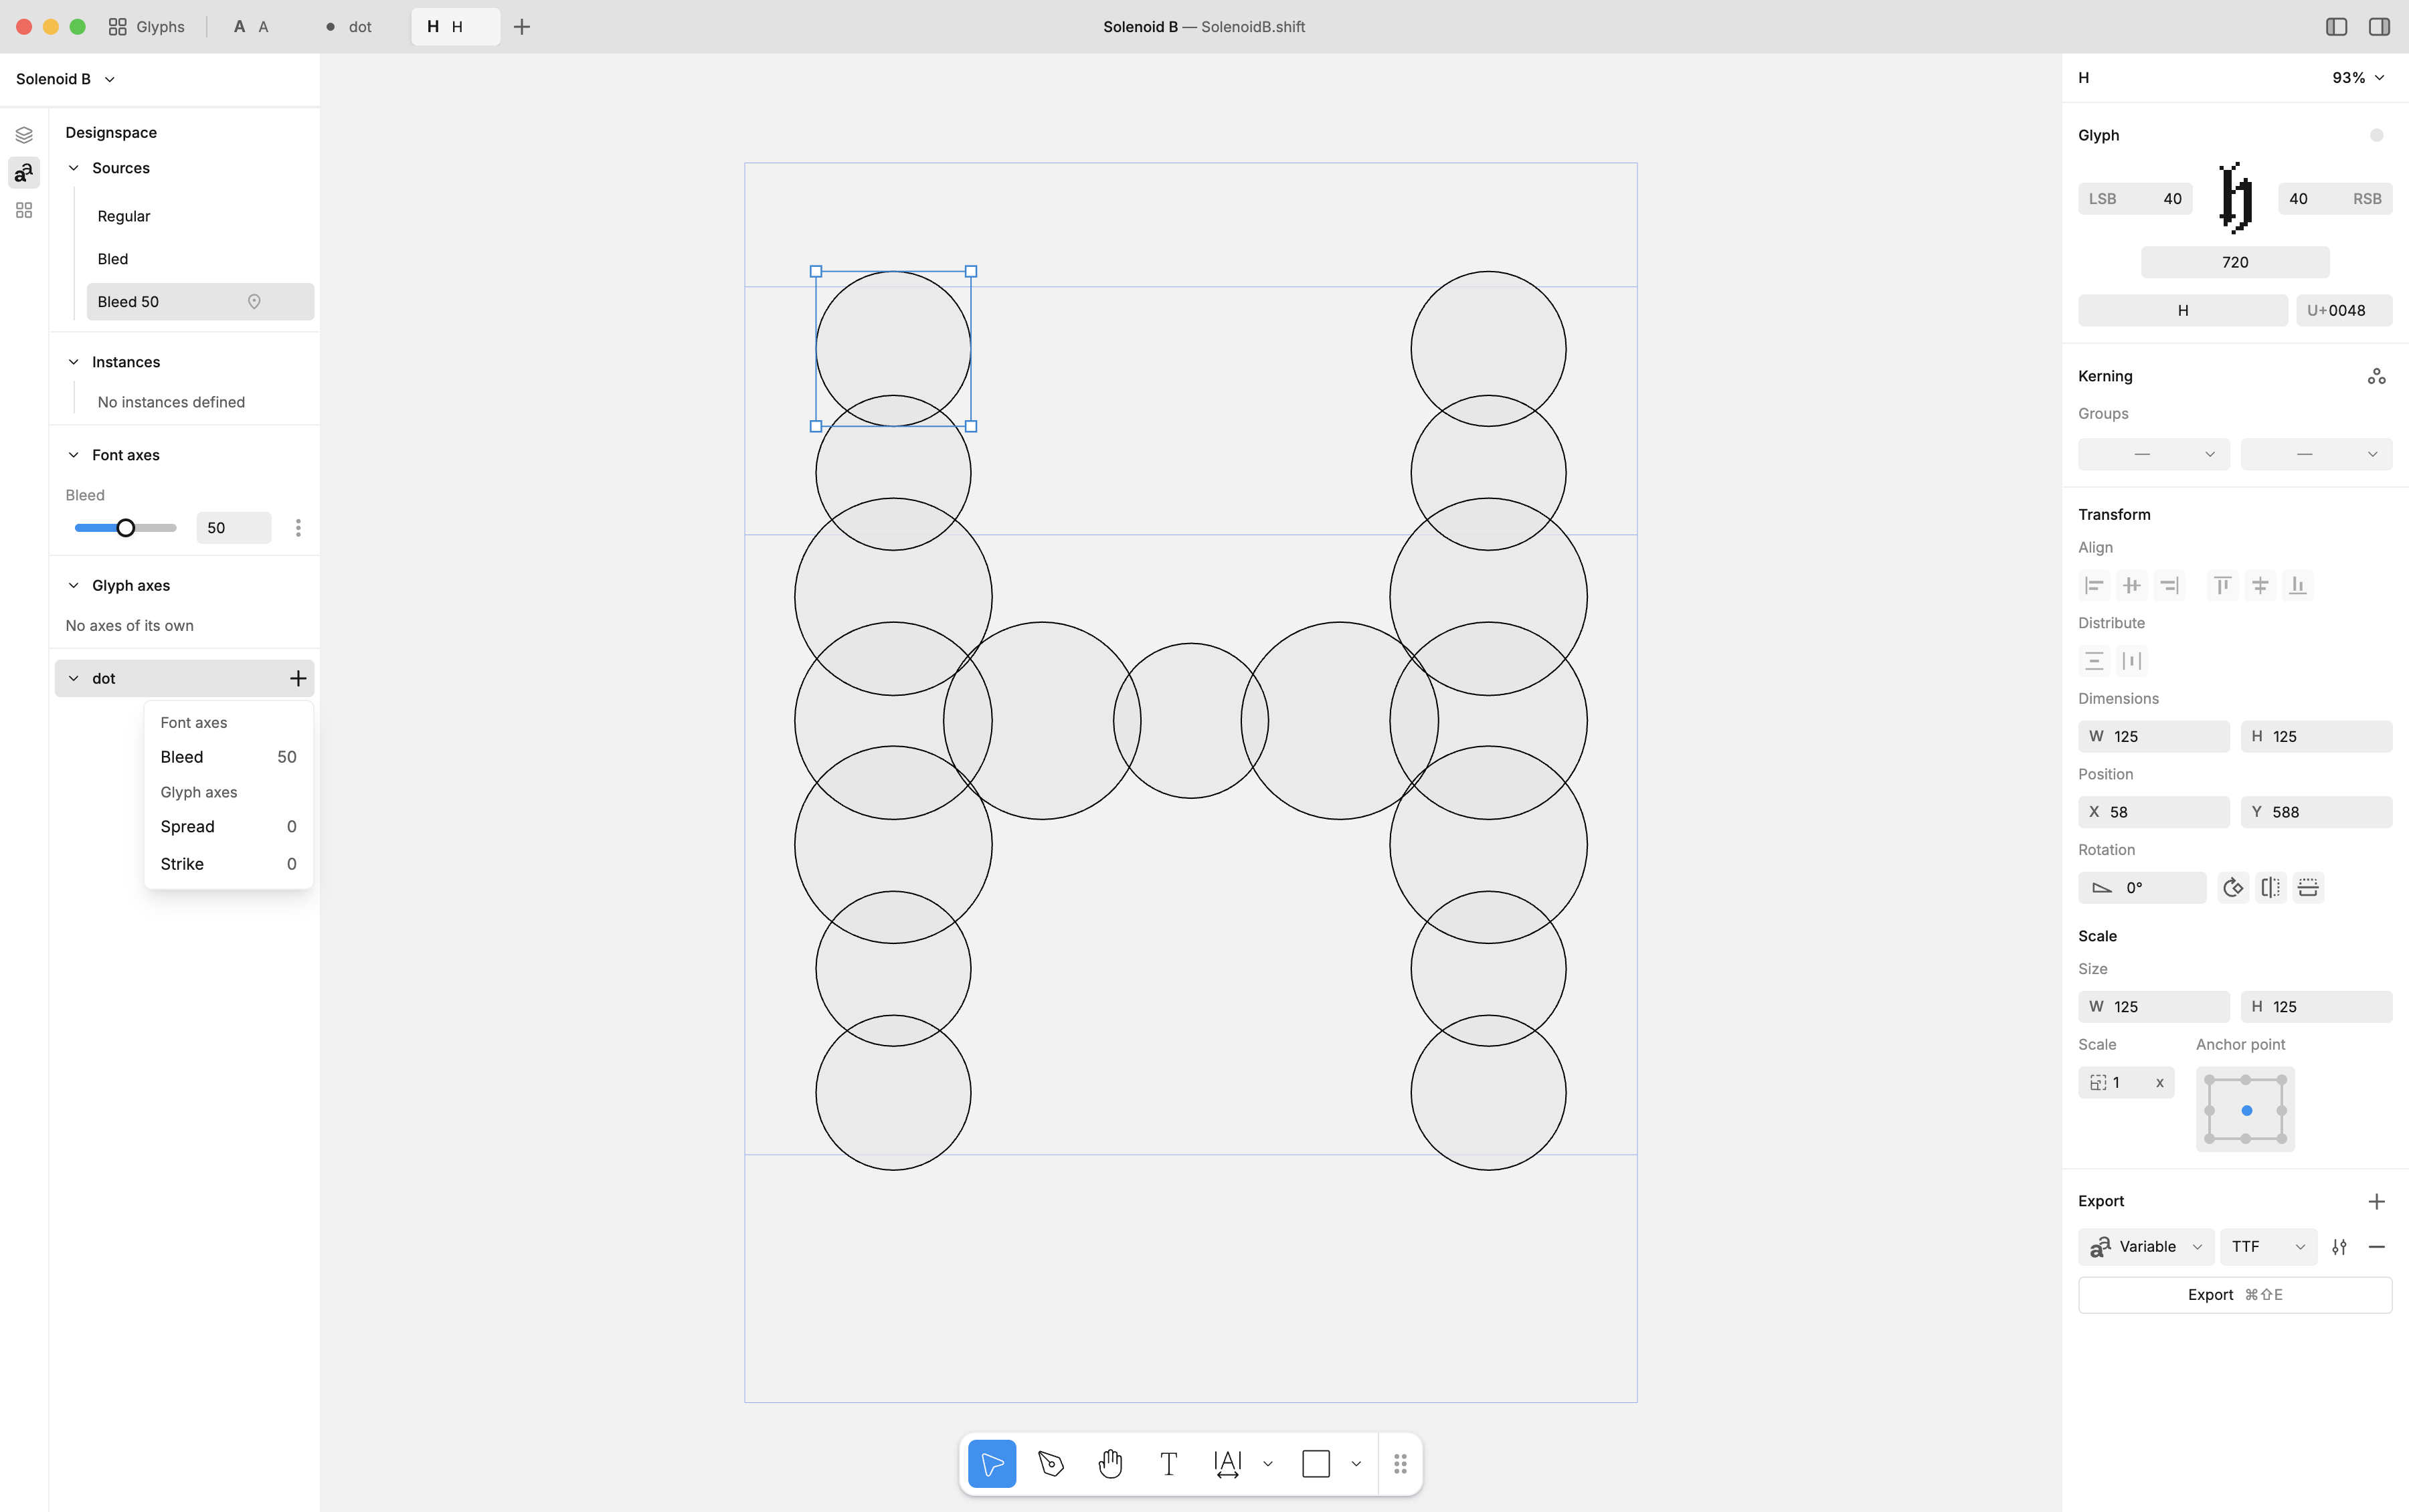 Glyphs
A A
dot
H H
Solenoid B — SolenoidB.shift
Solenoid B
Designspace
Sources
Regular
Bled
Bleed 50
Instances
No instances defined
Font axes
Bleed
50
Glyph axes
No axes of its own
dot
Font axes
Bleed 50
Glyph axes
Spread 0
Strike 0
H 93%
Glyph
LSB 40
40 RSB
720
H U+0048
Kerning
Groups
— —
Transform
Align
Distribute
Dimensions
W 125 H 125
Position
X 58 Y 588
Rotation
0°
Scale
Size
W 125 H 125
Scale Anchor point
1 x
Export
Variable TTF
Export ⌘⇧E